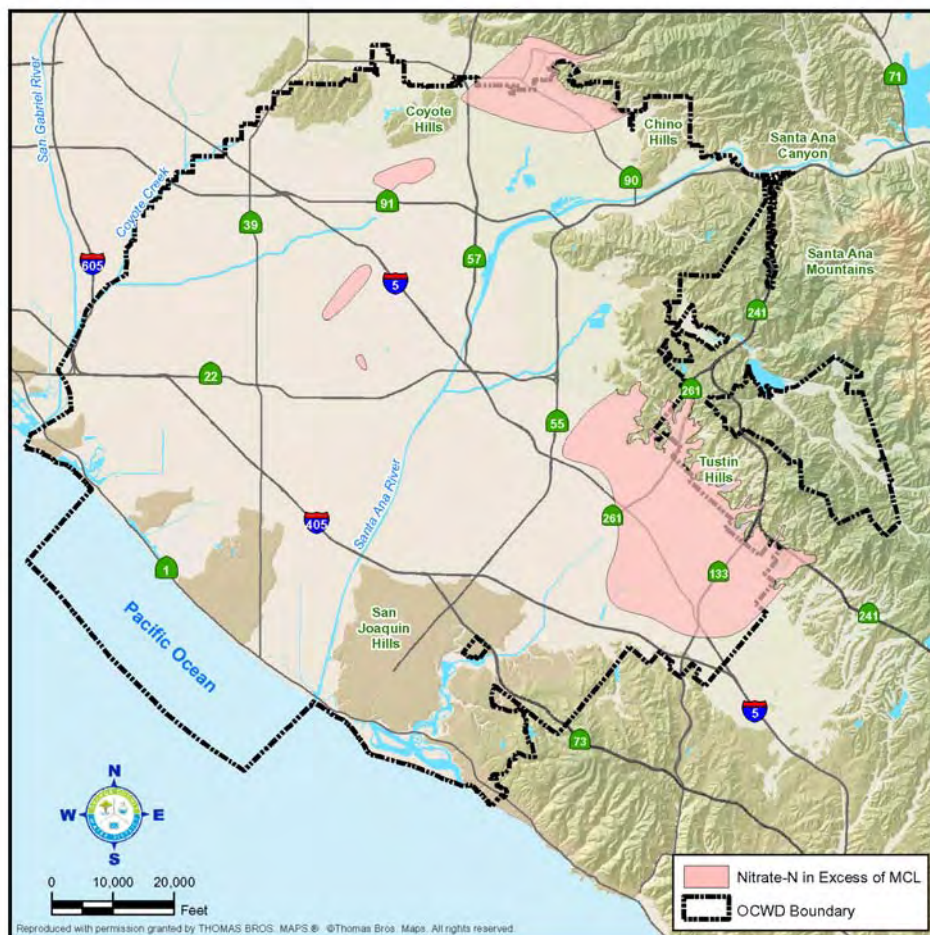 71
San Gabriel River
Coyote
Hills
Chino
Hills
Santa Ana
Canyon
Coyote Creek
90
91
39
57
605
5
Santa Ana
Mountains
241
22
261
55
Tustin
Hills
Santa Ana River
405
261
133
1
241
San
Joaquin
Hills
Pacific Ocean
5
73
N
W
E
S
0
10,000
20,000
Feet
Nitrate-N in Excess of MCL
OCWD Boundary
Reproduced with permission granted by THOMAS BROS. MAPS.® ©Thomas Bros. Maps. All rights reserved.